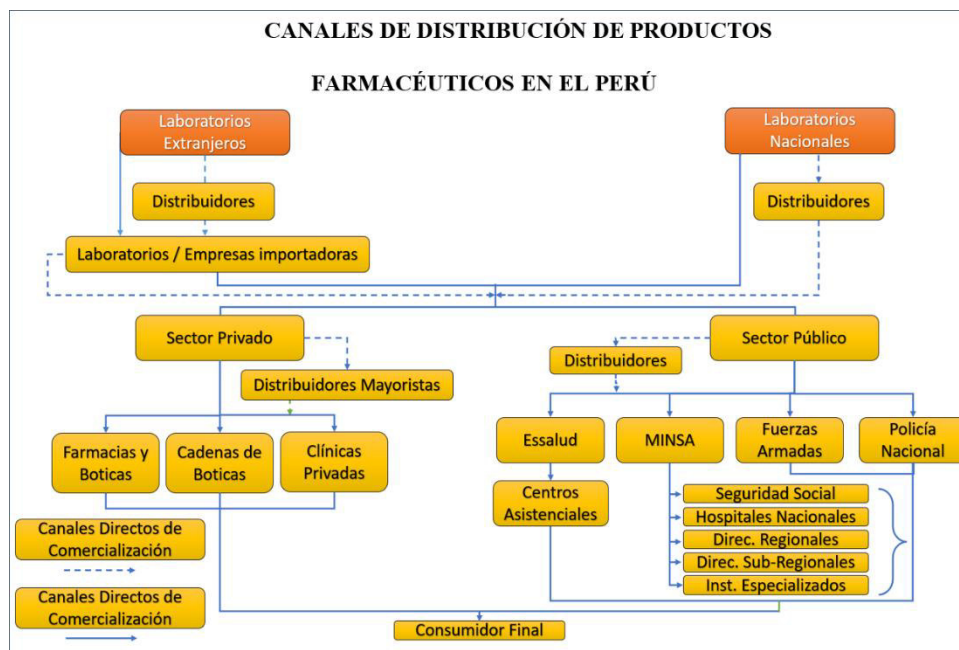 CANALES DE DISTRIBUCIÓN DE PRODUCTOS
FARMACÉUTICOS EN EL PERÚ
Laboratorios
Extranjeros
Laboratorios
Nacionales
Distribuidores
Distribuidores
Laboratorios / Empresas importadoras
Sector Privado
Sector Público
Distribuidores
Distribuidores Mayoristas
Farmacias y
Boticas
Cadenas de
Boticas
Clínicas
Privadas
Essalud
MINSA
Fuerzas
Armadas
Policía
Nacional
Centros
Asistenciales
Seguridad Social
Hospitales Nacionales
Direc. Regionales
Direc. Sub-Regionales
Inst. Especializados
Canales Directos de
Comercialización
Canales Directos de
Comercialización
Consumidor Final